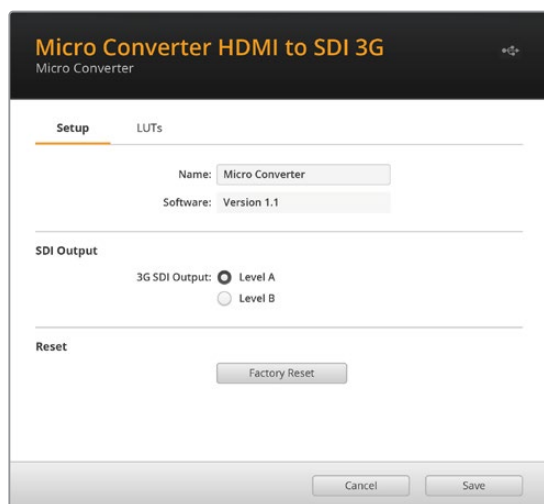 Micro Converter HDMI to SDI 3G
Micro Converter
Setup LUTs
Name: Micro Converter
Software: Version 1.1
SDI Output
3G SDI Output: Level A
Level B
Reset
Factory Reset
Cancel Save